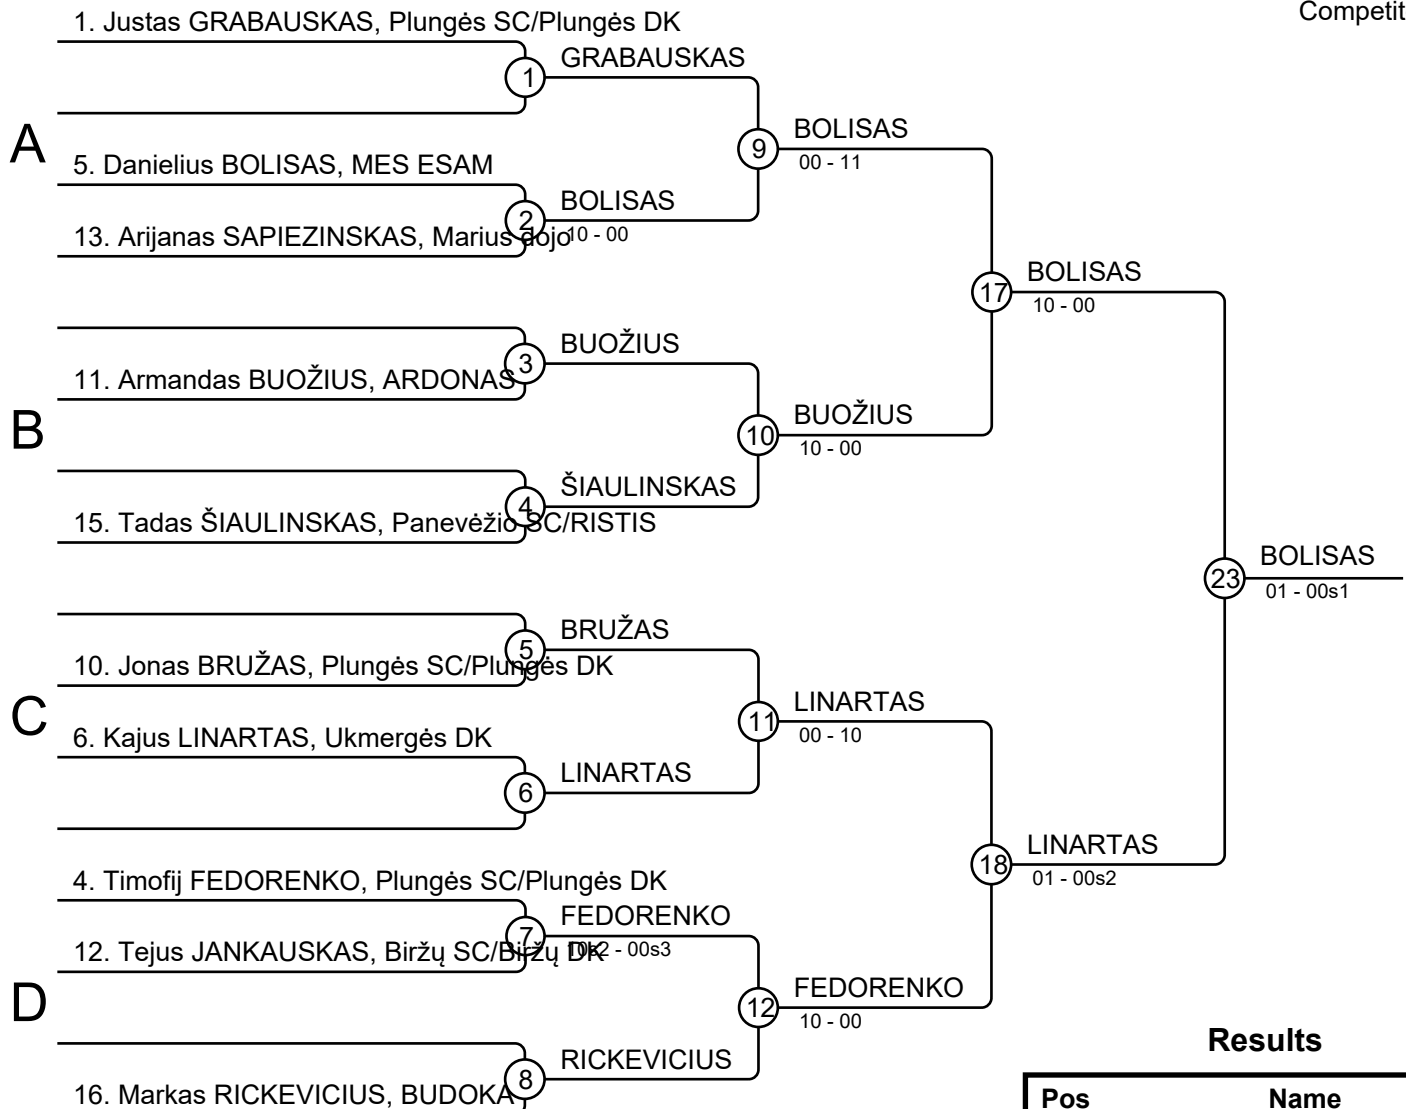 Competit
1. Justas GRABAUSKAS, Plungės SC/Plungės DK
GRABAUSKAS
1
BOLISAS
A
9
00 - 11
5. Danielius BOLISAS, MES ESAM
BOLISAS
2
13. Arijanas SAPIEZINSKAS, Marius dojo
10 - 00
BOLISAS
17
10 - 00
BUOŽIUS
3
11. Armandas BUOŽIUS, ARDONAS
BUOŽIUS
B
10
10 - 00
ŠIAULINSKAS
4
15. Tadas ŠIAULINSKAS, Panevėžio SC/RISTIS
BOLISAS
23
01 - 00s1
BRUŽAS
5
10. Jonas BRUŽAS, Plungės SC/Plungės DK
LINARTAS
C
11
00 - 10
6. Kajus LINARTAS, Ukmergės DK
LINARTAS
6
LINARTAS
18
01 - 00s2
4. Timofij FEDORENKO, Plungės SC/Plungės DK
FEDORENKO
7
12. Tejus JANKAUSKAS, Biržų SC/Biržų DK
10s2 - 00s3
FEDORENKO
D
12
10 - 00
RICKEVICIUS
8
16. Markas RICKEVICIUS, BUDOKA
Results
Pos Name